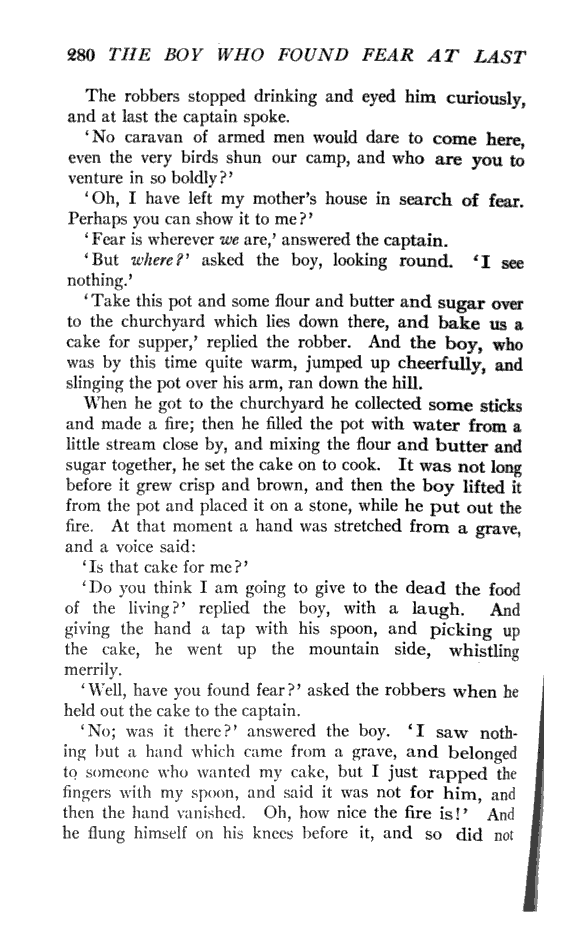 280 THE BOY WHO FOUND FEAR AT LAST
The robbers stopped drinking and eyed him curiously,
and at last the captain spoke.
‘No caravan of armed men would dare to come here,
even the very birds shun our camp, and who are you to
venture in so boldly?’
‘Oh, I have left my mother’s house in search of fear.
Perhaps you can show it to me?’
‘Fear is wherever we are,’ answered the captain.
‘But where?’ asked the boy, looking round. ‘I see
nothing.’
‘Take this pot and some flour and butter and sugar over
to the churchyard which lies down there, and bake us a
cake for supper,’ replied the robber. And the boy, who
was by this time quite warm, jumped up cheerfully, and
slinging the pot over his arm, ran down the hill.
When he got to the churchyard he collected some sticks
and made a fire; then he filled the pot with water from a
little stream close by, and mixing the flour and butter and
sugar together, he set the cake on to cook. It was not long
before it grew crisp and brown, and then the boy lifted it
from the pot and placed it on a stone, while he put out the
fire. At that moment a hand was stretched from a grave,
and a voice said:
‘Is that cake for me?’
‘Do you think I am going to give to the dead the food
of the living?’ replied the boy, with a laugh. And
giving the hand a tap with his spoon, and picking up
the cake, he went up the mountain side, whistling
merrily.
‘Well, have you found fear?’ asked the robbers when he
held out the cake to the captain.
‘No; was it there?’ answered the boy. ‘I saw noth-
ing but a hand which came from a grave, and belonged
to someone who wanted my cake, but I just rapped the
fingers with my spoon, and said it was not for him, and
then the hand vanished. Oh, how nice the fire is!’ And
he flung himself on his knees before it, and so did not